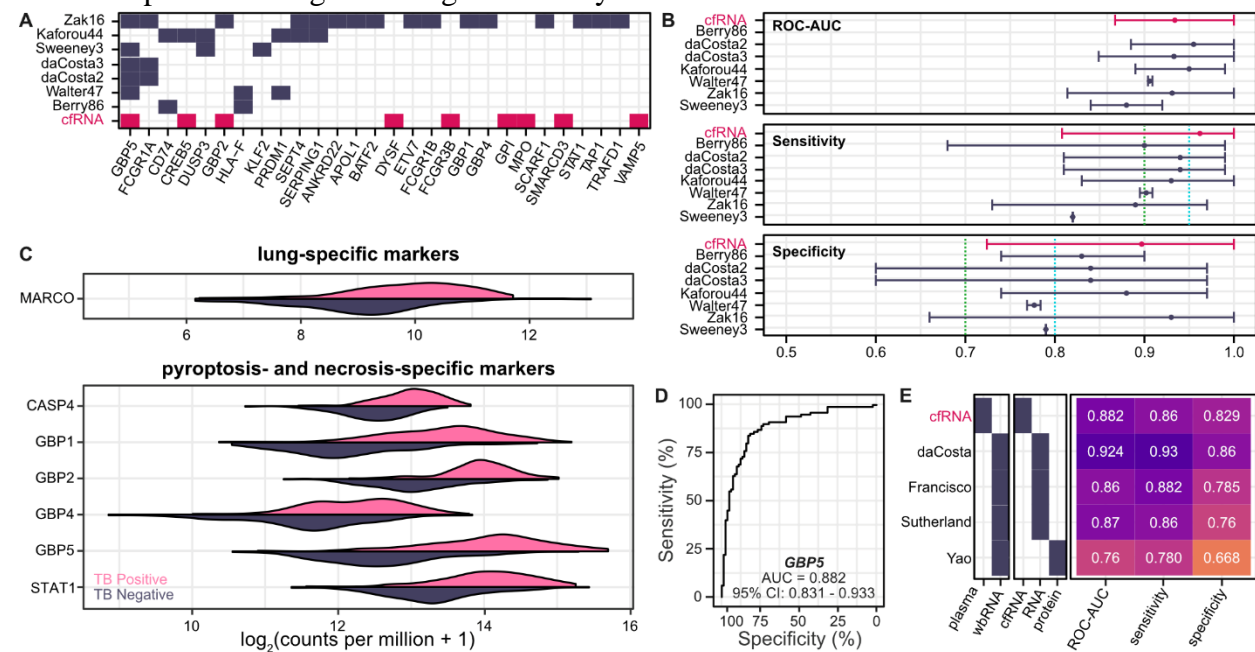 A
Zak16
Kaforou44
Sweeney3
daCosta3
daCosta2
Walter47
Berry86
cfRNA
GBP5
FCGR1A
CD74
CREB5
DUSP3
GBP2
HLA-F
KLF2
PRDM1
SEPT4
SERPING1
ANKRD22
APOL1
BATF2
DYSF
ETV7
FCGR1B
FCGR3B
GBP1
GBP4
GPI
MPO
SCARF1
SMARCD3
STAT1
TAP1
TRAFD1
VAMP5
B
ROC-AUC
cfRNA
Berry86
daCosta2
daCosta3
Kaforou44
Walter47
Zak16
Sweeney3
Sensitivity
cfRNA
Berry86
daCosta2
daCosta3
Kaforou44
Walter47
Zak16
Sweeney3
Specificity
cfRNA
Berry86
daCosta2
daCosta3
Kaforou44
Walter47
Zak16
Sweeney3
0.5 0.6 0.7 0.8 0.9 1.0
C
lung-specific markers
MARCO
6 8 10 12
pyroptosis- and necrosis-specific markers
CASP4
GBP1
GBP2
GBP4
GBP5
STAT1
TB Positive
TB Negative
10 12 14 16
log2(counts per million + 1)
D
Sensitivity (%)
100
75
50
25
0
GBP5
AUC = 0.882
95% CI: 0.831 - 0.933
100 75 50 25 0
Specificity (%)
E
cfRNA 0.882 0.86 0.829
daCosta 0.924 0.93 0.86
Francisco 0.86 0.882 0.785
Sutherland 0.87 0.86 0.76
Yao 0.76 0.780 0.668
plasma
wbRNA
cfRNA
RNA
protein
ROC-AUC
sensitivity
specificity